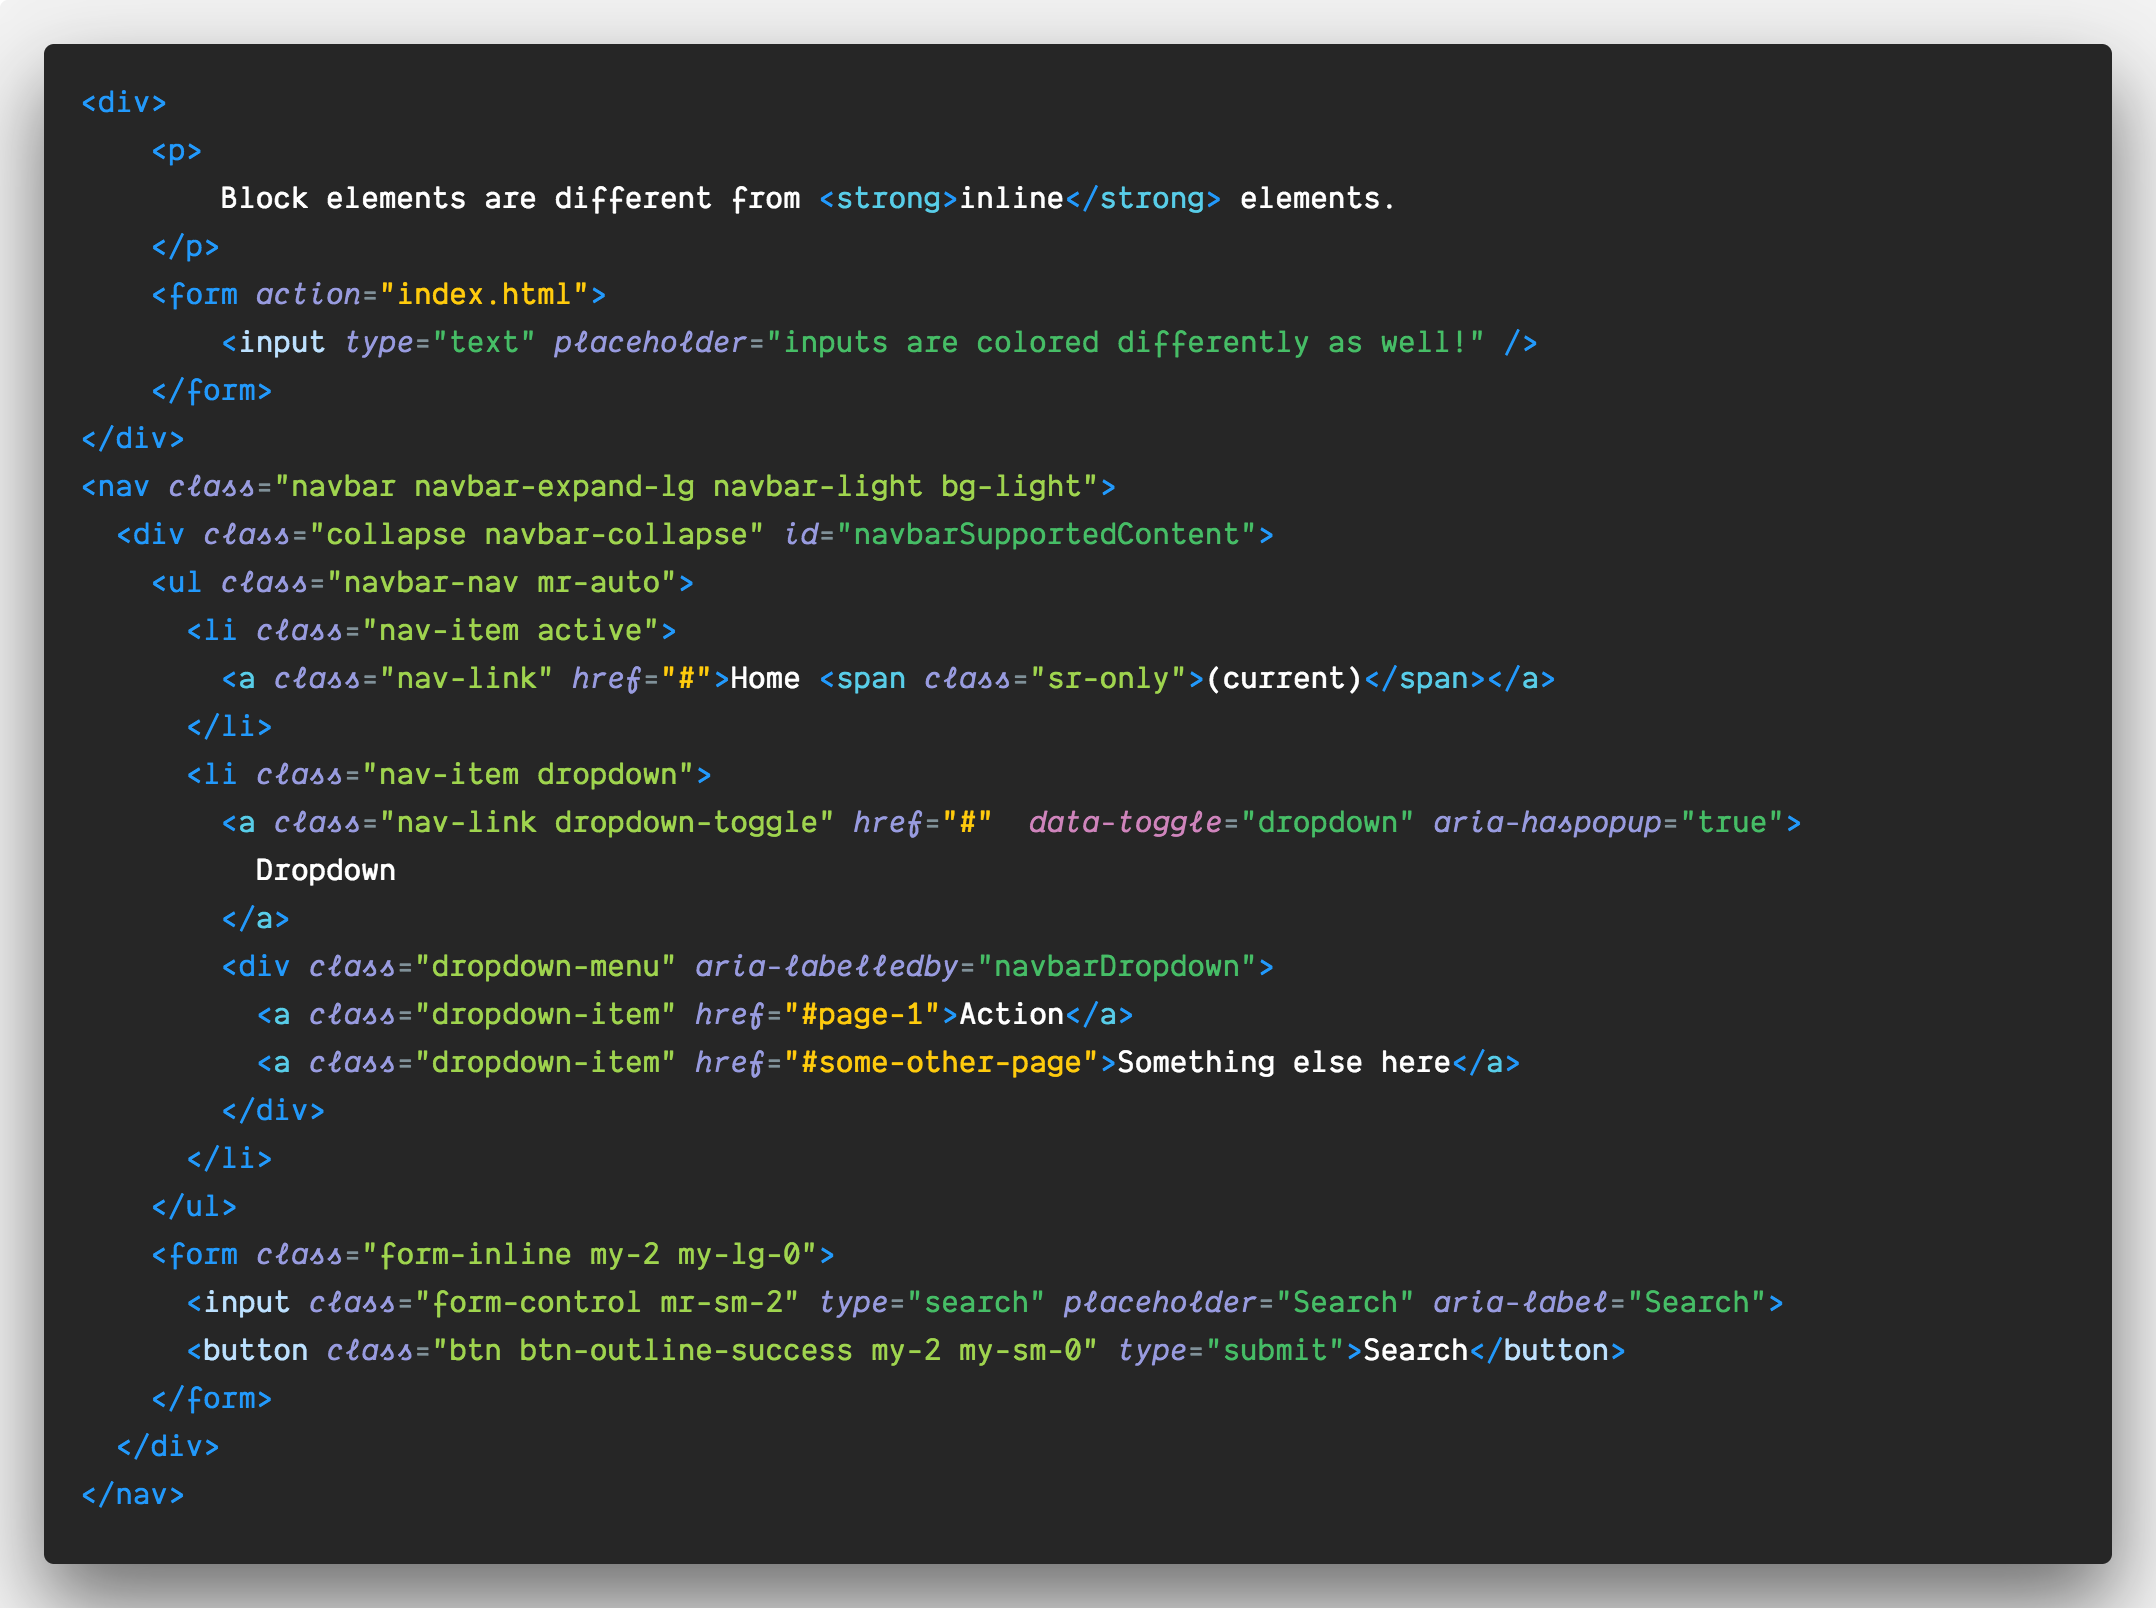 <div>
    <p>
        Block elements are different from <strong>inline</strong> elements.
    </p>
    <form action="index.html">
        <input type="text" placeholder="inputs are colored differently as well!" />
    </form>
</div>
<nav class="navbar navbar-expand-lg navbar-light bg-light">
  <div class="collapse navbar-collapse" id="navbarSupportedContent">
    <ul class="navbar-nav mr-auto">
      <li class="nav-item active">
        <a class="nav-link" href="#">Home <span class="sr-only">(current)</span></a>
      </li>
      <li class="nav-item dropdown">
        <a class="nav-link dropdown-toggle" href="#"  data-toggle="dropdown" aria-haspopup="true">
          Dropdown
        </a>
        <div class="dropdown-menu" aria-labelledby="navbarDropdown">
          <a class="dropdown-item" href="#page-1">Action</a>
          <a class="dropdown-item" href="#some-other-page">Something else here</a>
        </div>
      </li>
    </ul>
    <form class="form-inline my-2 my-lg-0">
      <input class="form-control mr-sm-2" type="search" placeholder="Search" aria-label="Search">
      <button class="btn btn-outline-success my-2 my-sm-0" type="submit">Search</button>
    </form>
  </div>
</nav>